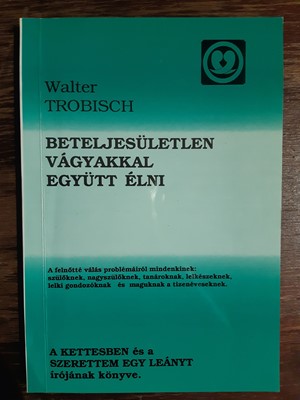 Walter
TROBISCH
BETELJESÜLETLEN
VÁGYAKKAL
EGYÜTT ÉLNI
A felnőtté válás problémáiról mindenkinek:
szülőknek, nagyszülőknek, tanároknak, lelkészeknek,
lelki gondozóknak és maguknak a tizenéveseknek.
A KETTESBEN és a
SZERETTEM EGY LEÁNYT
írójának könyve.